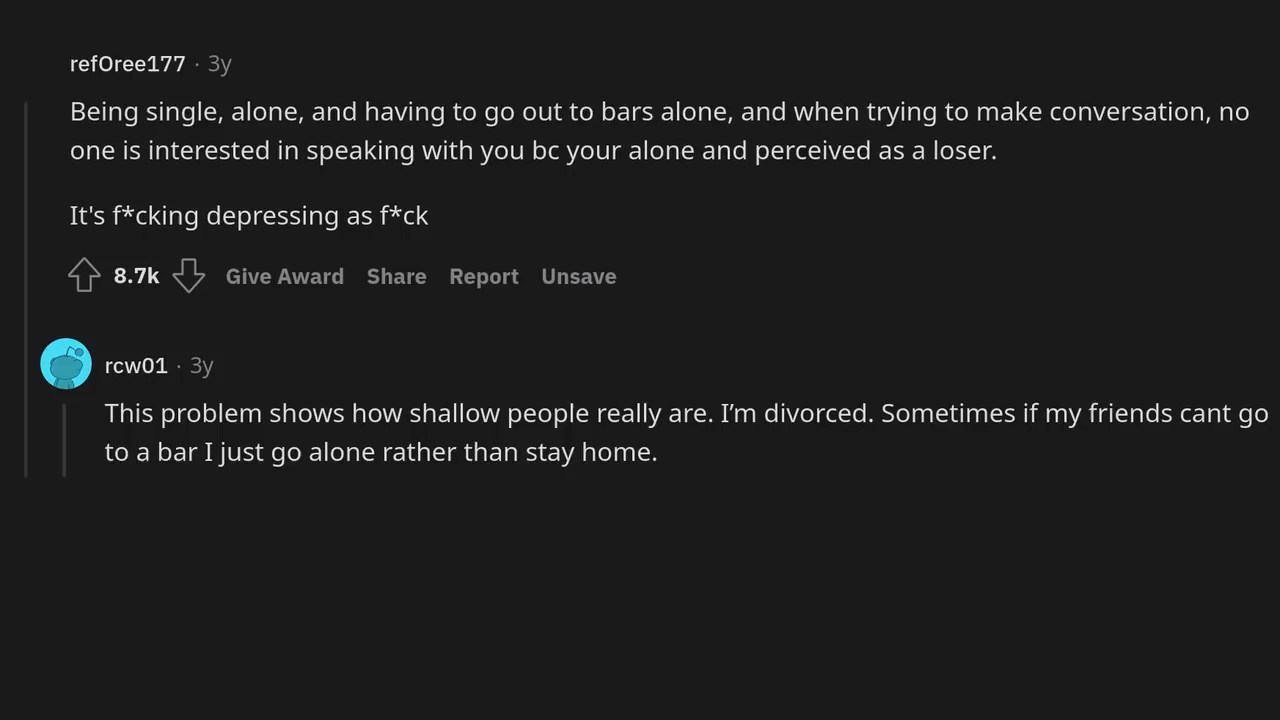 ref0ree177 · 3y
Being single, alone, and having to go out to bars alone, and when trying to make conversation, no
one is interested in speaking with you bc your alone and perceived as a loser.
It's f*cking depressing as f*ck
8.7k Give Award Share Report Unsave
rcw01 · 3y
This problem shows how shallow people really are. I’m divorced. Sometimes if my friends cant go
to a bar I just go alone rather than stay home.